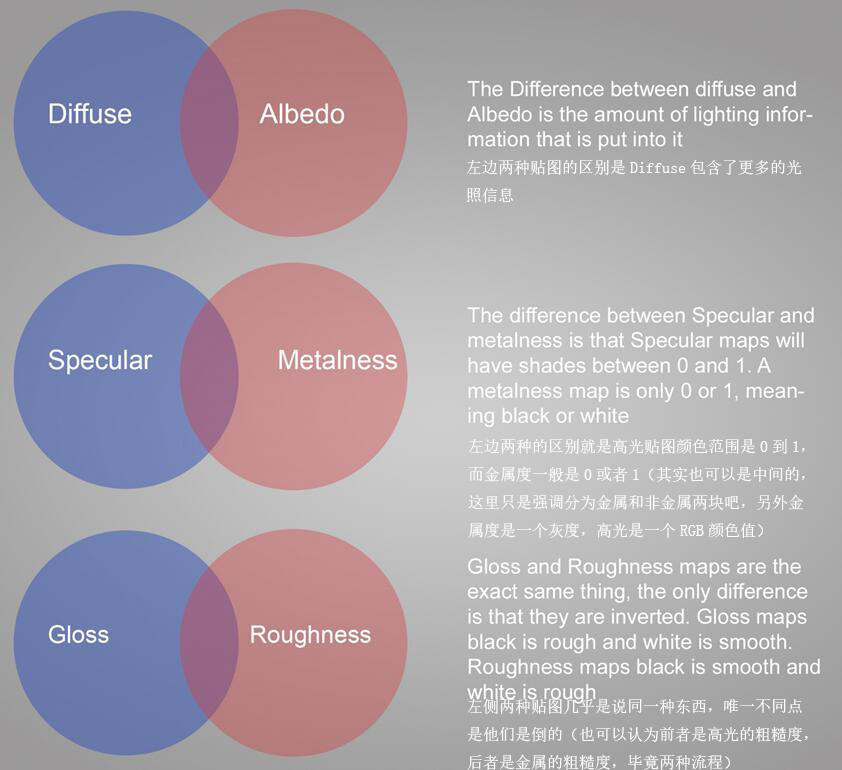 Diffuse
Albedo
The Difference between diffuse and
Albedo is the amount of lighting infor-
mation that is put into it
左边两种贴图的区别是 Diffuse 包含了更多的光
照信息
Specular
Metalness
The difference between Specular and
metalness is that Specular maps will
have shades between 0 and 1. A
metalness map is only 0 or 1, mean-
ing black or white
左边两种的区别就是高光贴图颜色范围是 0 到 1，
而金属度一般是 0 或者 1（其实也可以是中间的，
这里只是强调分为金属和非金属两块吧，另外金
属度是一个灰度，高光是一个 RGB 颜色值）
Gloss
Roughness
Gloss and Roughness maps are the
exact same thing, the only difference
is that they are inverted. Gloss maps
black is rough and white is smooth.
Roughness maps black is smooth and
white is rough
左侧两种贴图几乎是说同一种东西，唯一不同点
是他们是倒的（也可以认为前者是高光的粗糙度，
后者是金属的粗糙度，毕竟两种流程）